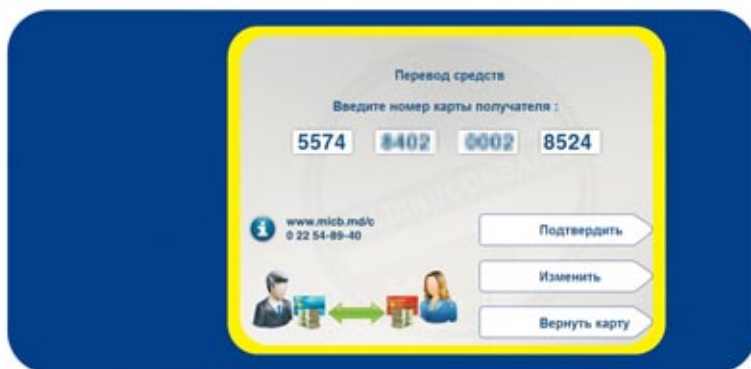 Перевод средств
Введите номер карты получателя :
5574 8524
www.micb.md/c
0 22 54-89-40
Подтвердить
Изменить
Вернуть карту